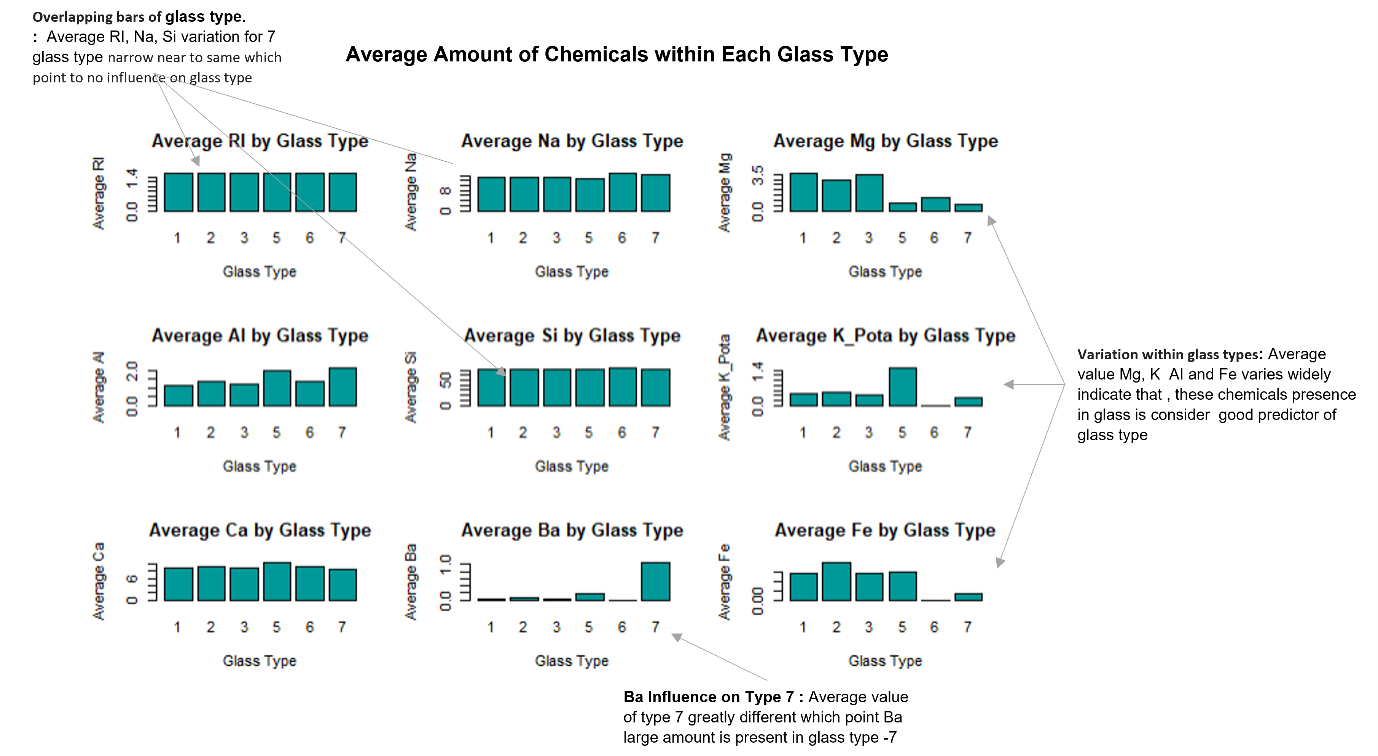 Overlapping bars of glass type.
: Average RI, Na, Si variation for 7
glass type narrow near to same which
point to no influence on glass type
Average Amount of Chemicals within Each Glass Type
Average RI by Glass Type
Average RI
0.0 1.4
1 2 3 5 6 7
Glass Type
Average Na by Glass Type
Average Na
0 8
1 2 3 5 6 7
Glass Type
Average Mg by Glass Type
Average Mg
0.0 3.5
1 2 3 5 6 7
Glass Type
Average Al by Glass Type
Average Al
0.0 2.0
1 2 3 5 6 7
Glass Type
Average Si by Glass Type
Average Si
0 50
1 2 3 5 6 7
Glass Type
Average K_Pota by Glass Type
Average K_Pota
0.0 1.4
1 2 3 5 6 7
Glass Type
Variation within glass types: Average
value Mg, K Al and Fe varies widely
indicate that , these chemicals presence
in glass is consider good predictor of
glass type
Average Ca by Glass Type
Average Ca
0 6
1 2 3 5 6 7
Glass Type
Average Ba by Glass Type
Average Ba
0.0 1.0
1 2 3 5 6 7
Glass Type
Average Fe by Glass Type
Average Fe
0.00
1 2 3 5 6 7
Glass Type
Ba Influence on Type 7 : Average value
of type 7 greatly different which point Ba
large amount is present in glass type -7